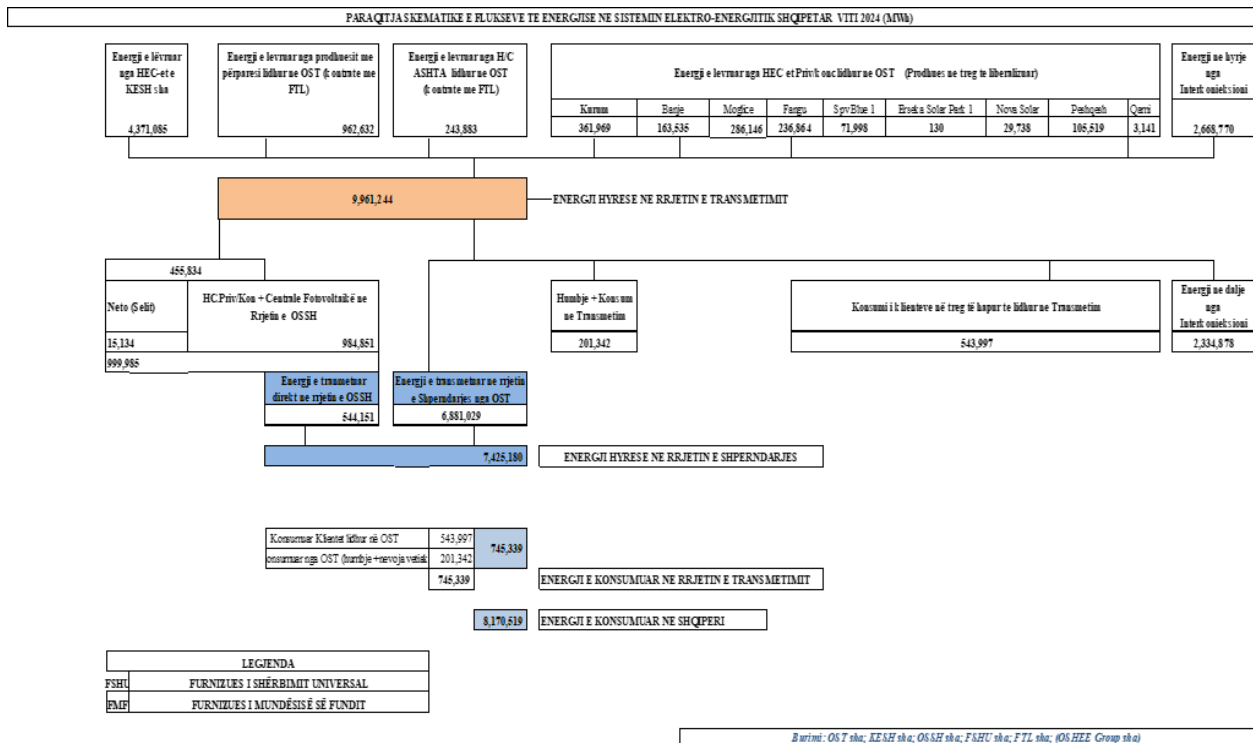 PARAQITJA SKEMATIKE E FLUKSEVE TE ENERGJISE NE SISTEMIN ELEKTRO-ENERGJITIK SHQIPETAR VITI 2024 (MWh)
Energji e lëvruar
nga HEC-et e
KESH sha
4,371,085
Energji e levruar nga prodhuesit me
përparesi lidhur ne OST (kontrate me
FTL)
962,632
Energji e levruar nga H/C
ASHTA lidhur ne OST
(kontrate me FTL)
243,883
Energji e levruar nga HEC et Priv/konc lidhur ne OST (Prodhues ne treg te liberalizuar)
Kurum Banje Moglice Fangu Spv Blue 1 Erseka Solar Park 1 Nova Solar Peshqesh Qarri
361,969 163,535 286,146 236,864 71,998 130 29,738 105,519 3,141
Energji ne hyrje
nga
Interkonieksioni
2,668,770
9,961,244
ENERGJI HYRESE NE RRJETIN E TRANSMETIMIT
455,834
Neto (Selit)
HC.Priv/Kon + Centrale Fotovoltaikë ne
Rrjetin e OSSH
15,134 984,851
999,985
Humbje + Konsum
ne Transmetim
201,342
Konsumi i klienteve në treg të hapur te lidhur ne Transmetim
543,997
Energji ne dalje
nga
Interkonieksioni
2,334,878
Energji e tranmetuar
direkt ne rrjetin e OSSH
544,151
Energji e transmetuar ne rrjetin
e Shperndarjes nga OST
6,881,029
7,425,180
ENERGJI HYRESE NE RRJETIN E SHPERNDARJES
Konsumuar Klientet lidhur në OST 543,997
onsumuar nga OST (humbje +nevoja vetiak 201,342
745,339
745,339
ENERGJI E KONSUMUAR NE RRJETIN E TRANSMETIMIT
8,170,519
ENERGJI E KONSUMUAR NE SHQIPERI
LEGJENDA
FSHU FURNIZUES I SHËRBIMIT UNIVERSAL
FMF FURNIZUES I MUNDËSISË SË FUNDIT
Burimi: OST sha; KESH sha; OSSH sha; FSHU sha; FTL sha; (OSHEE Group sha)